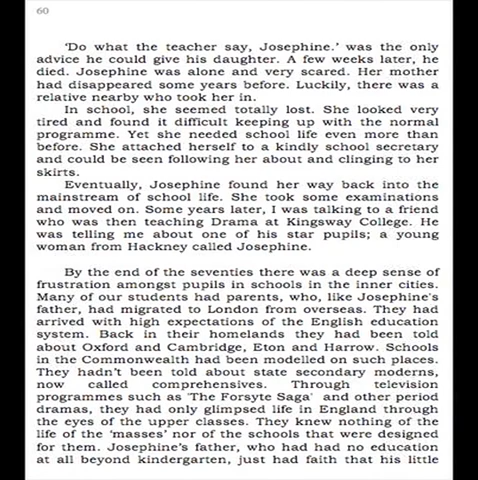 60
'Do what the teacher say, Josephine.' was the only
advice he could give his daughter. A few weeks later, he
died. Josephine was alone and very scared. Her mother
had disappeared some years before. Luckily, there was a
relative nearby who took her in.
In school, she seemed totally lost. She looked very
tired and found it difficult keeping up with the normal
programme. Yet she needed school life even more than
before. She attached herself to a kindly school secretary
and could be seen following her about and clinging to her
skirts.
Eventually, Josephine found her way back into the
mainstream of school life. She took some examinations
and moved on. Some years later, I was talking to a friend
who was then teaching Drama at Kingsway College. He
was telling me about one of his star pupils; a young
woman from Hackney called Josephine.
By the end of the seventies there was a deep sense of
frustration amongst pupils in schools in the inner cities.
Many of our students had parents, who, like Josephine's
father, had migrated to London from overseas. They had
arrived with high expectations of the English education
system. Back in their homelands they had been told
about Oxford and Cambridge, Eton and Harrow. Schools
in the Commonwealth had been modelled on such places.
They hadn't been told about state secondary moderns,
now called comprehensives. Through television
programmes such as 'The Forsyte Saga' and other period
dramas, they had only glimpsed life in England through
the eyes of the upper classes. They knew nothing of the
life of the 'masses' nor of the schools that were designed
for them. Josephine's father, who had had no education
at all beyond kindergarten, just had faith that his little